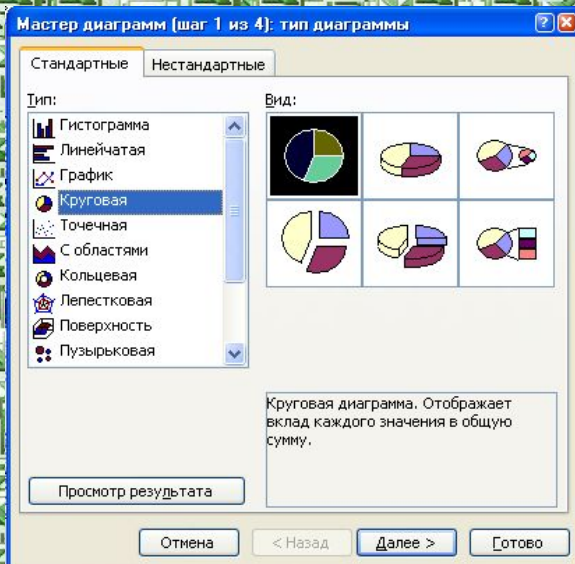 Мастер диаграмм (шаг 1 из 4): тип диаграммы
Стандартные Нестандартные
Тип:
Гистограмма
Линейчатая
График
Круговая
Точечная
С областями
Кольцевая
Лепестковая
Поверхность
Пузырьковая
Вид:
Круговая диаграмма. Отображает
вклад каждого значения в общую
сумму.
Просмотр результата
Отмена < Назад Далее > Готово